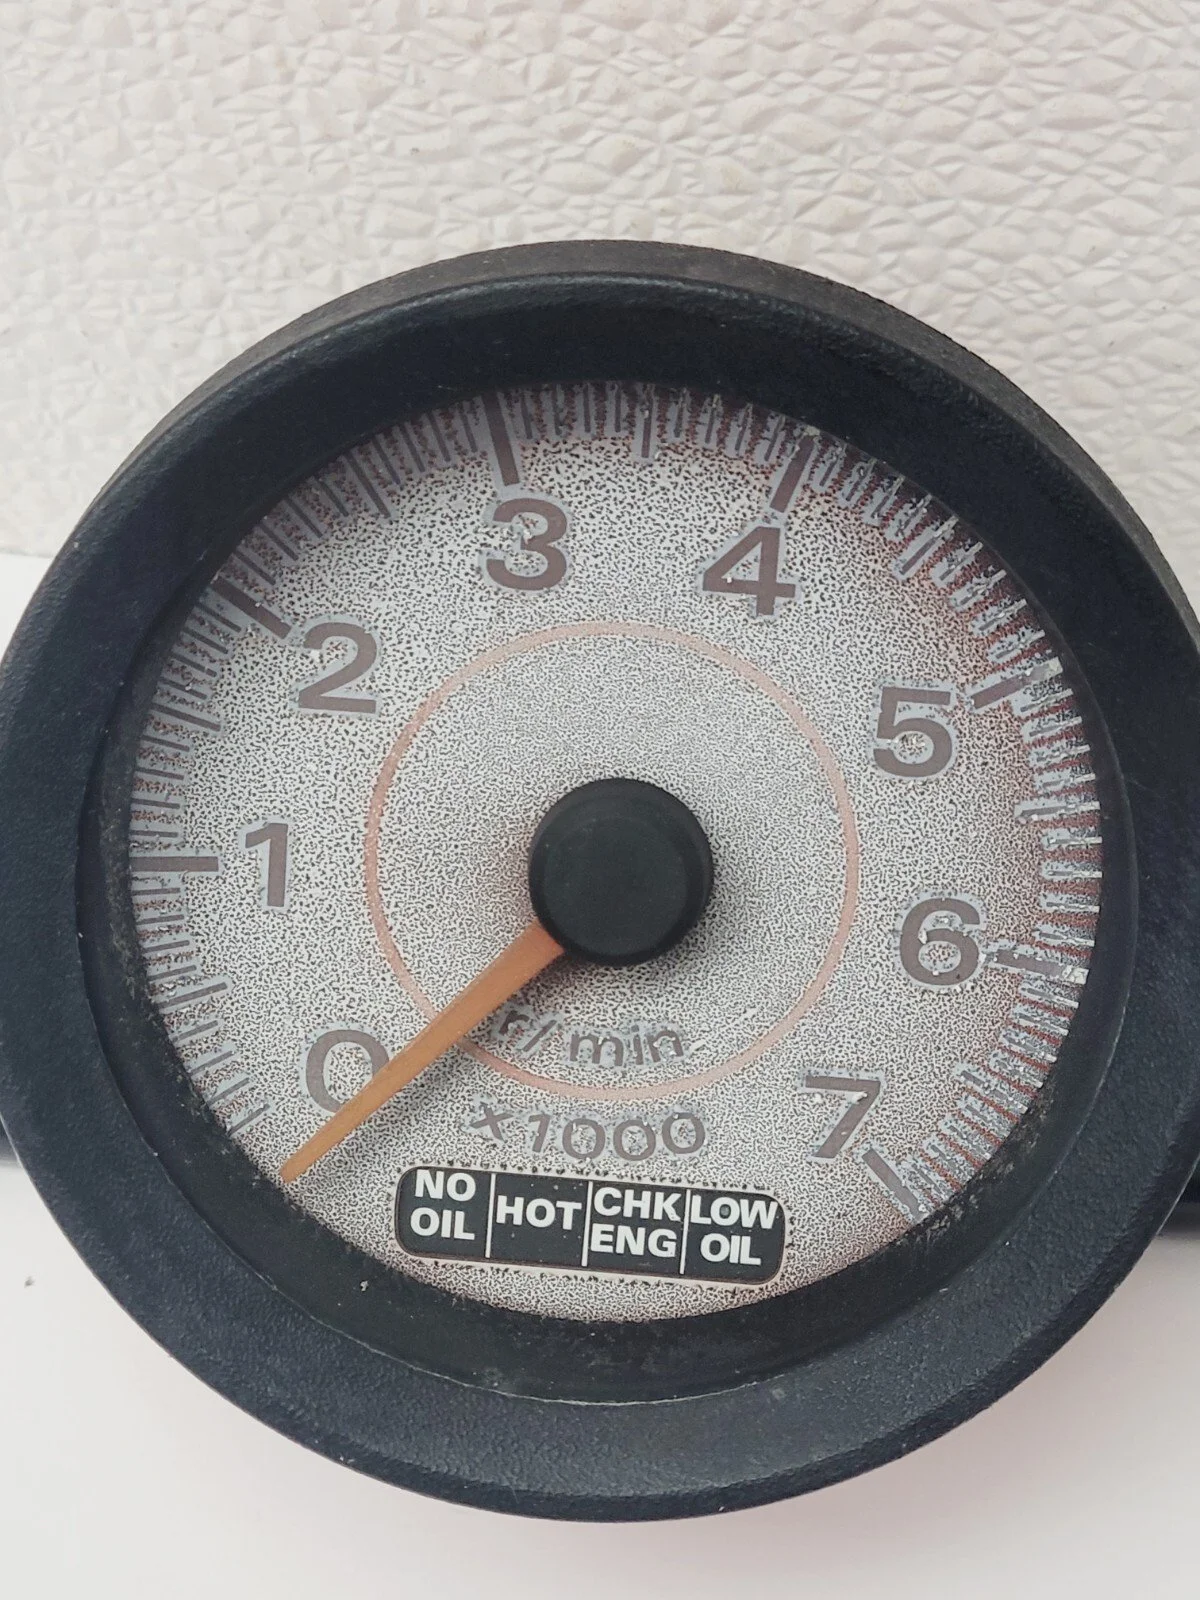 3
4
2
5
1
6
0
r/min
7
x1000
NO OIL
HOT
CHK ENG
LOW OIL